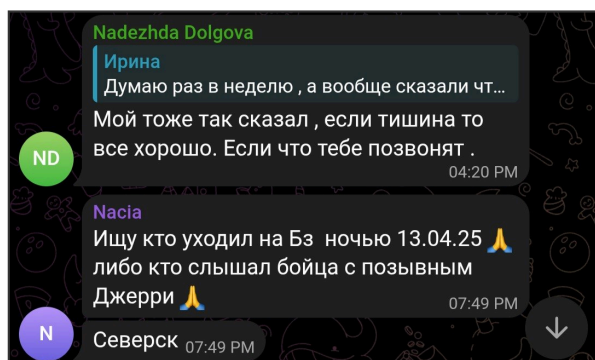 Nadezhda Dolgova
Ирина
Думаю раз в неделю , а вообще сказали чт...
Мой тоже так сказал , если тишина то
все хорошо. Если что тебе позвонят .
04:20 PM
ND
Nacia
Ищу кто уходил на Бз ночью 13.04.25 🙏
либо кто слышал бойца с позывным
Джерри 🙏
07:49 PM
N
Северск 07:49 PM